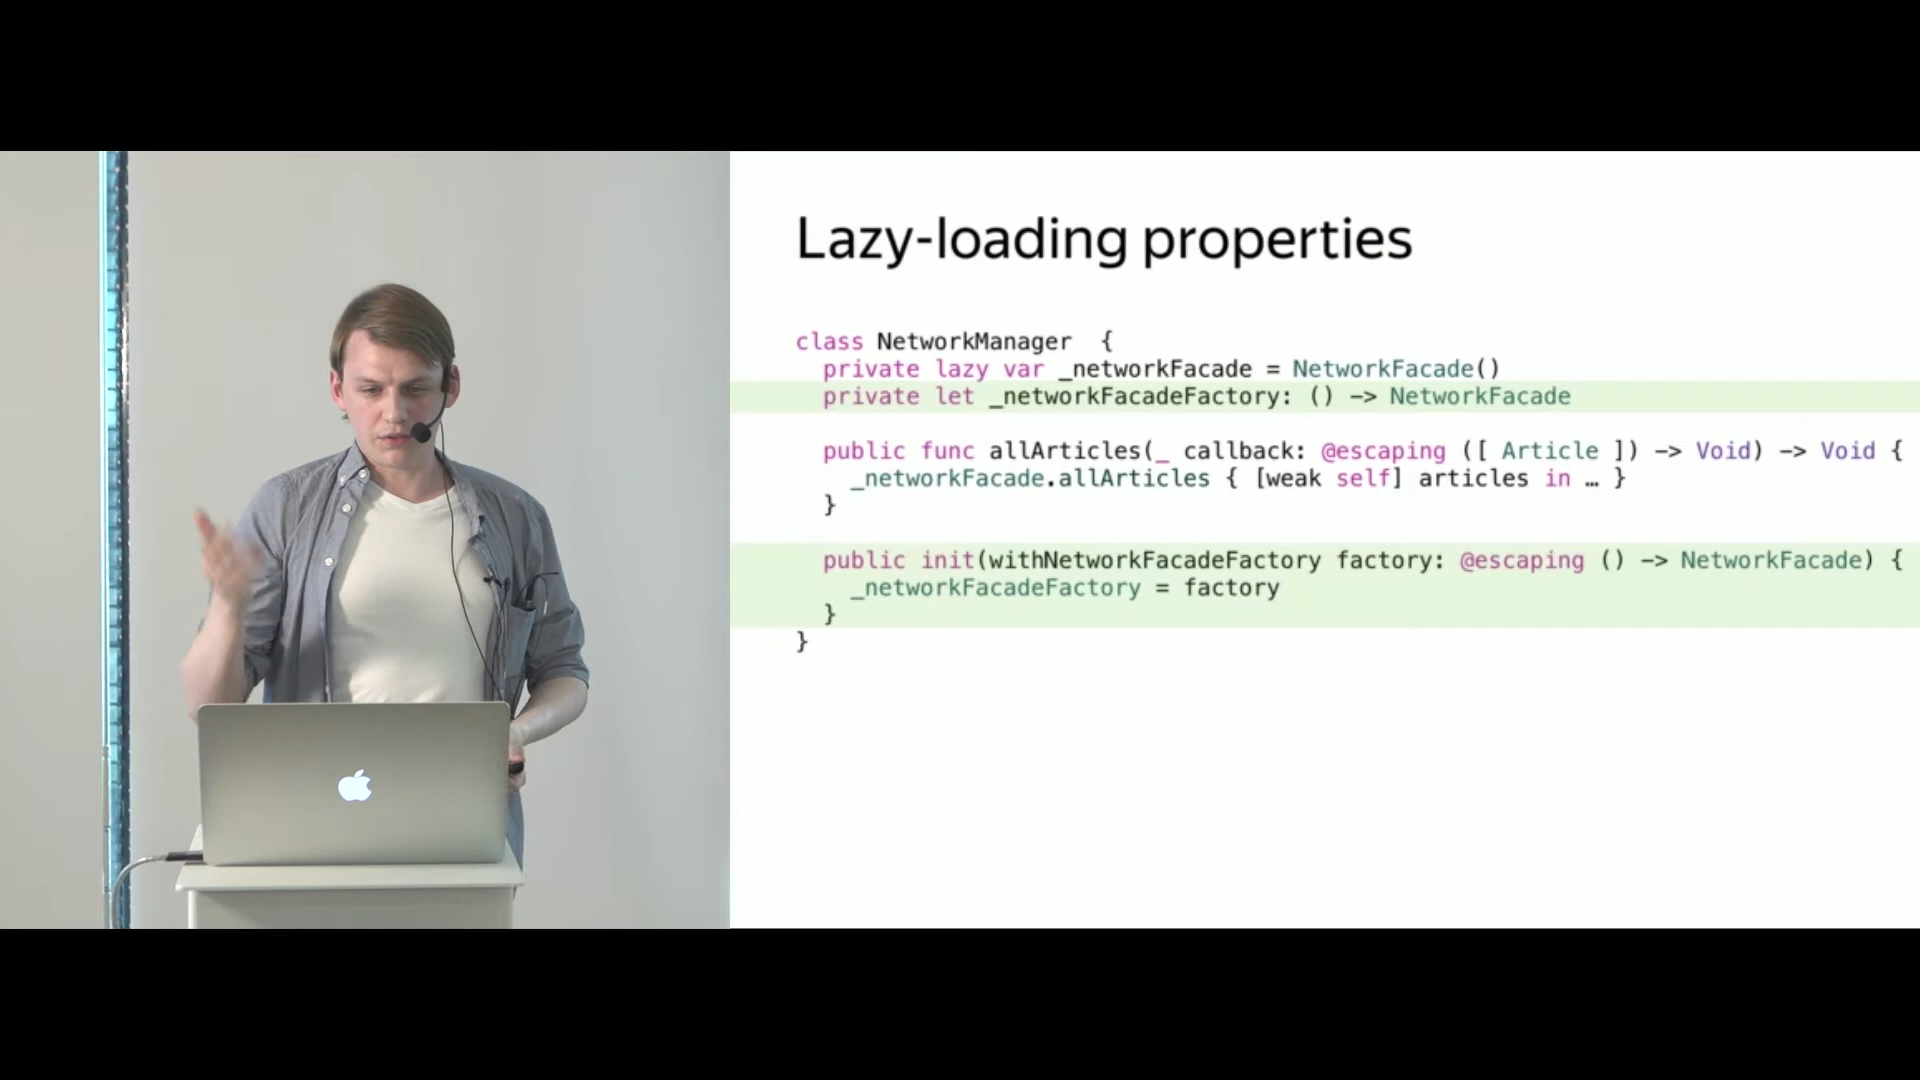 Lazy-loading properties
class NetworkManager  {
private lazy var _networkFacade = NetworkFacade()
private let _networkFacadeFactory: () -> NetworkFacade
public func allArticles(_ callback: @escaping ([ Article ]) -> Void) -> Void {
_networkFacade.allArticles { [weak self] articles in … }
}
public init(withNetworkFacadeFactory factory: @escaping () -> NetworkFacade) {
_networkFacadeFactory = factory
}
}